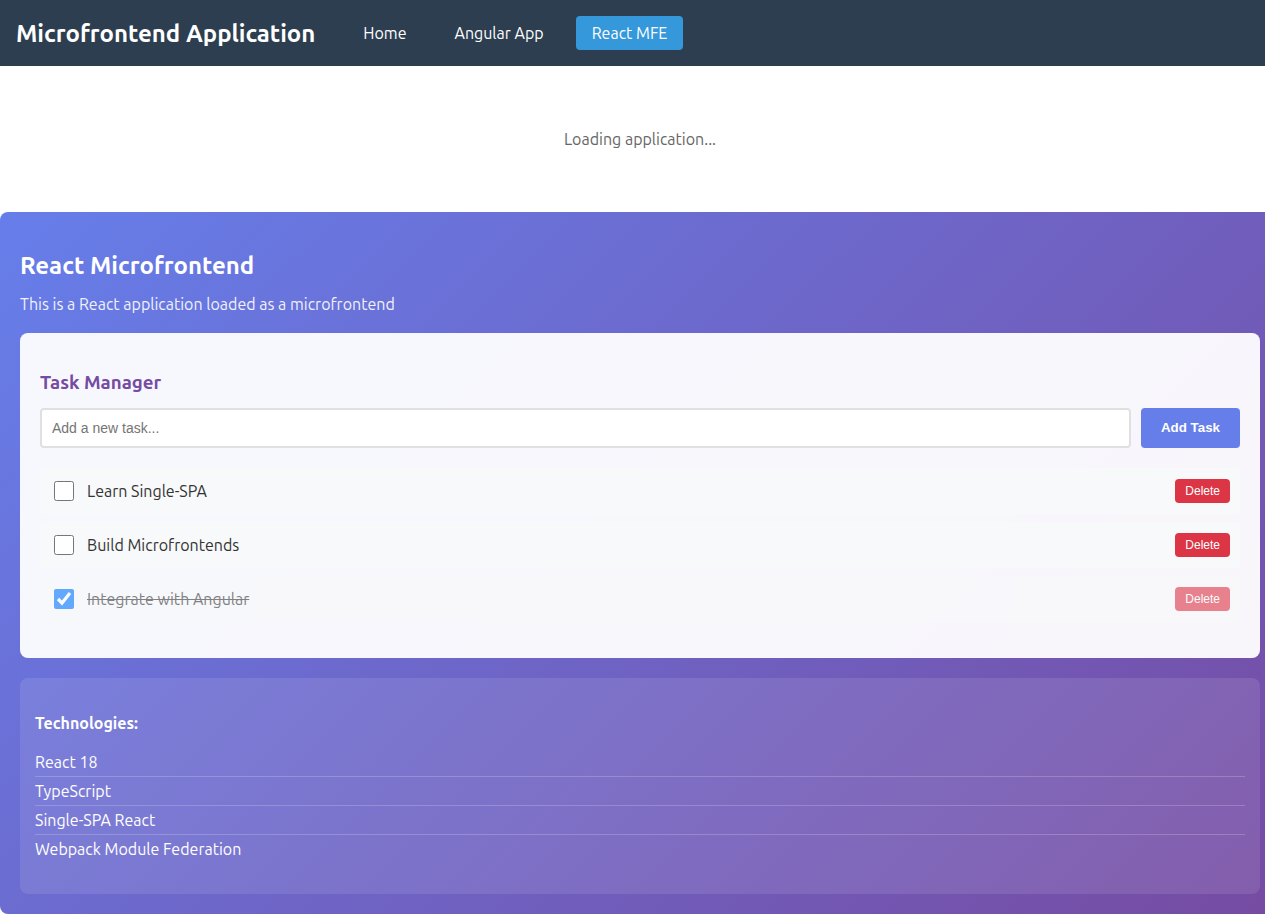 Microfrontend Application Home Angular App React MFE
Loading application...
React Microfrontend
This is a React application loaded as a microfrontend
Task Manager
Add a new task... Add Task
Learn Single-SPA Delete
Build Microfrontends Delete
Integrate with Angular Delete
Technologies:
React 18
TypeScript
Single-SPA React
Webpack Module Federation